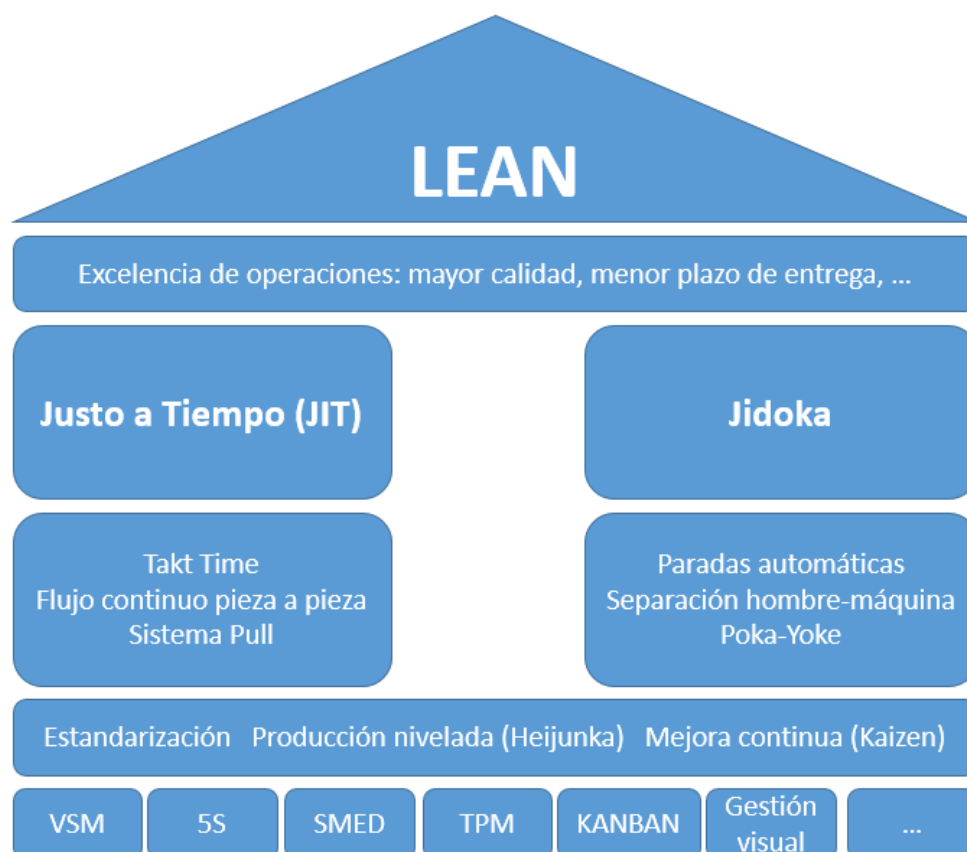 LEAN
Excelencia de operaciones: mayor calidad, menor plazo de entrega, ...
Justo a Tiempo (JIT)
Jidoka
Takt Time
Flujo continuo pieza a pieza
Sistema Pull
Paradas automáticas
Separación hombre-máquina
Poka-Yoke
Estandarización Producción nivelada (Heijunka) Mejora continua (Kaizen)
VSM
5S
SMED
TPM
KANBAN
Gestión
visual
...